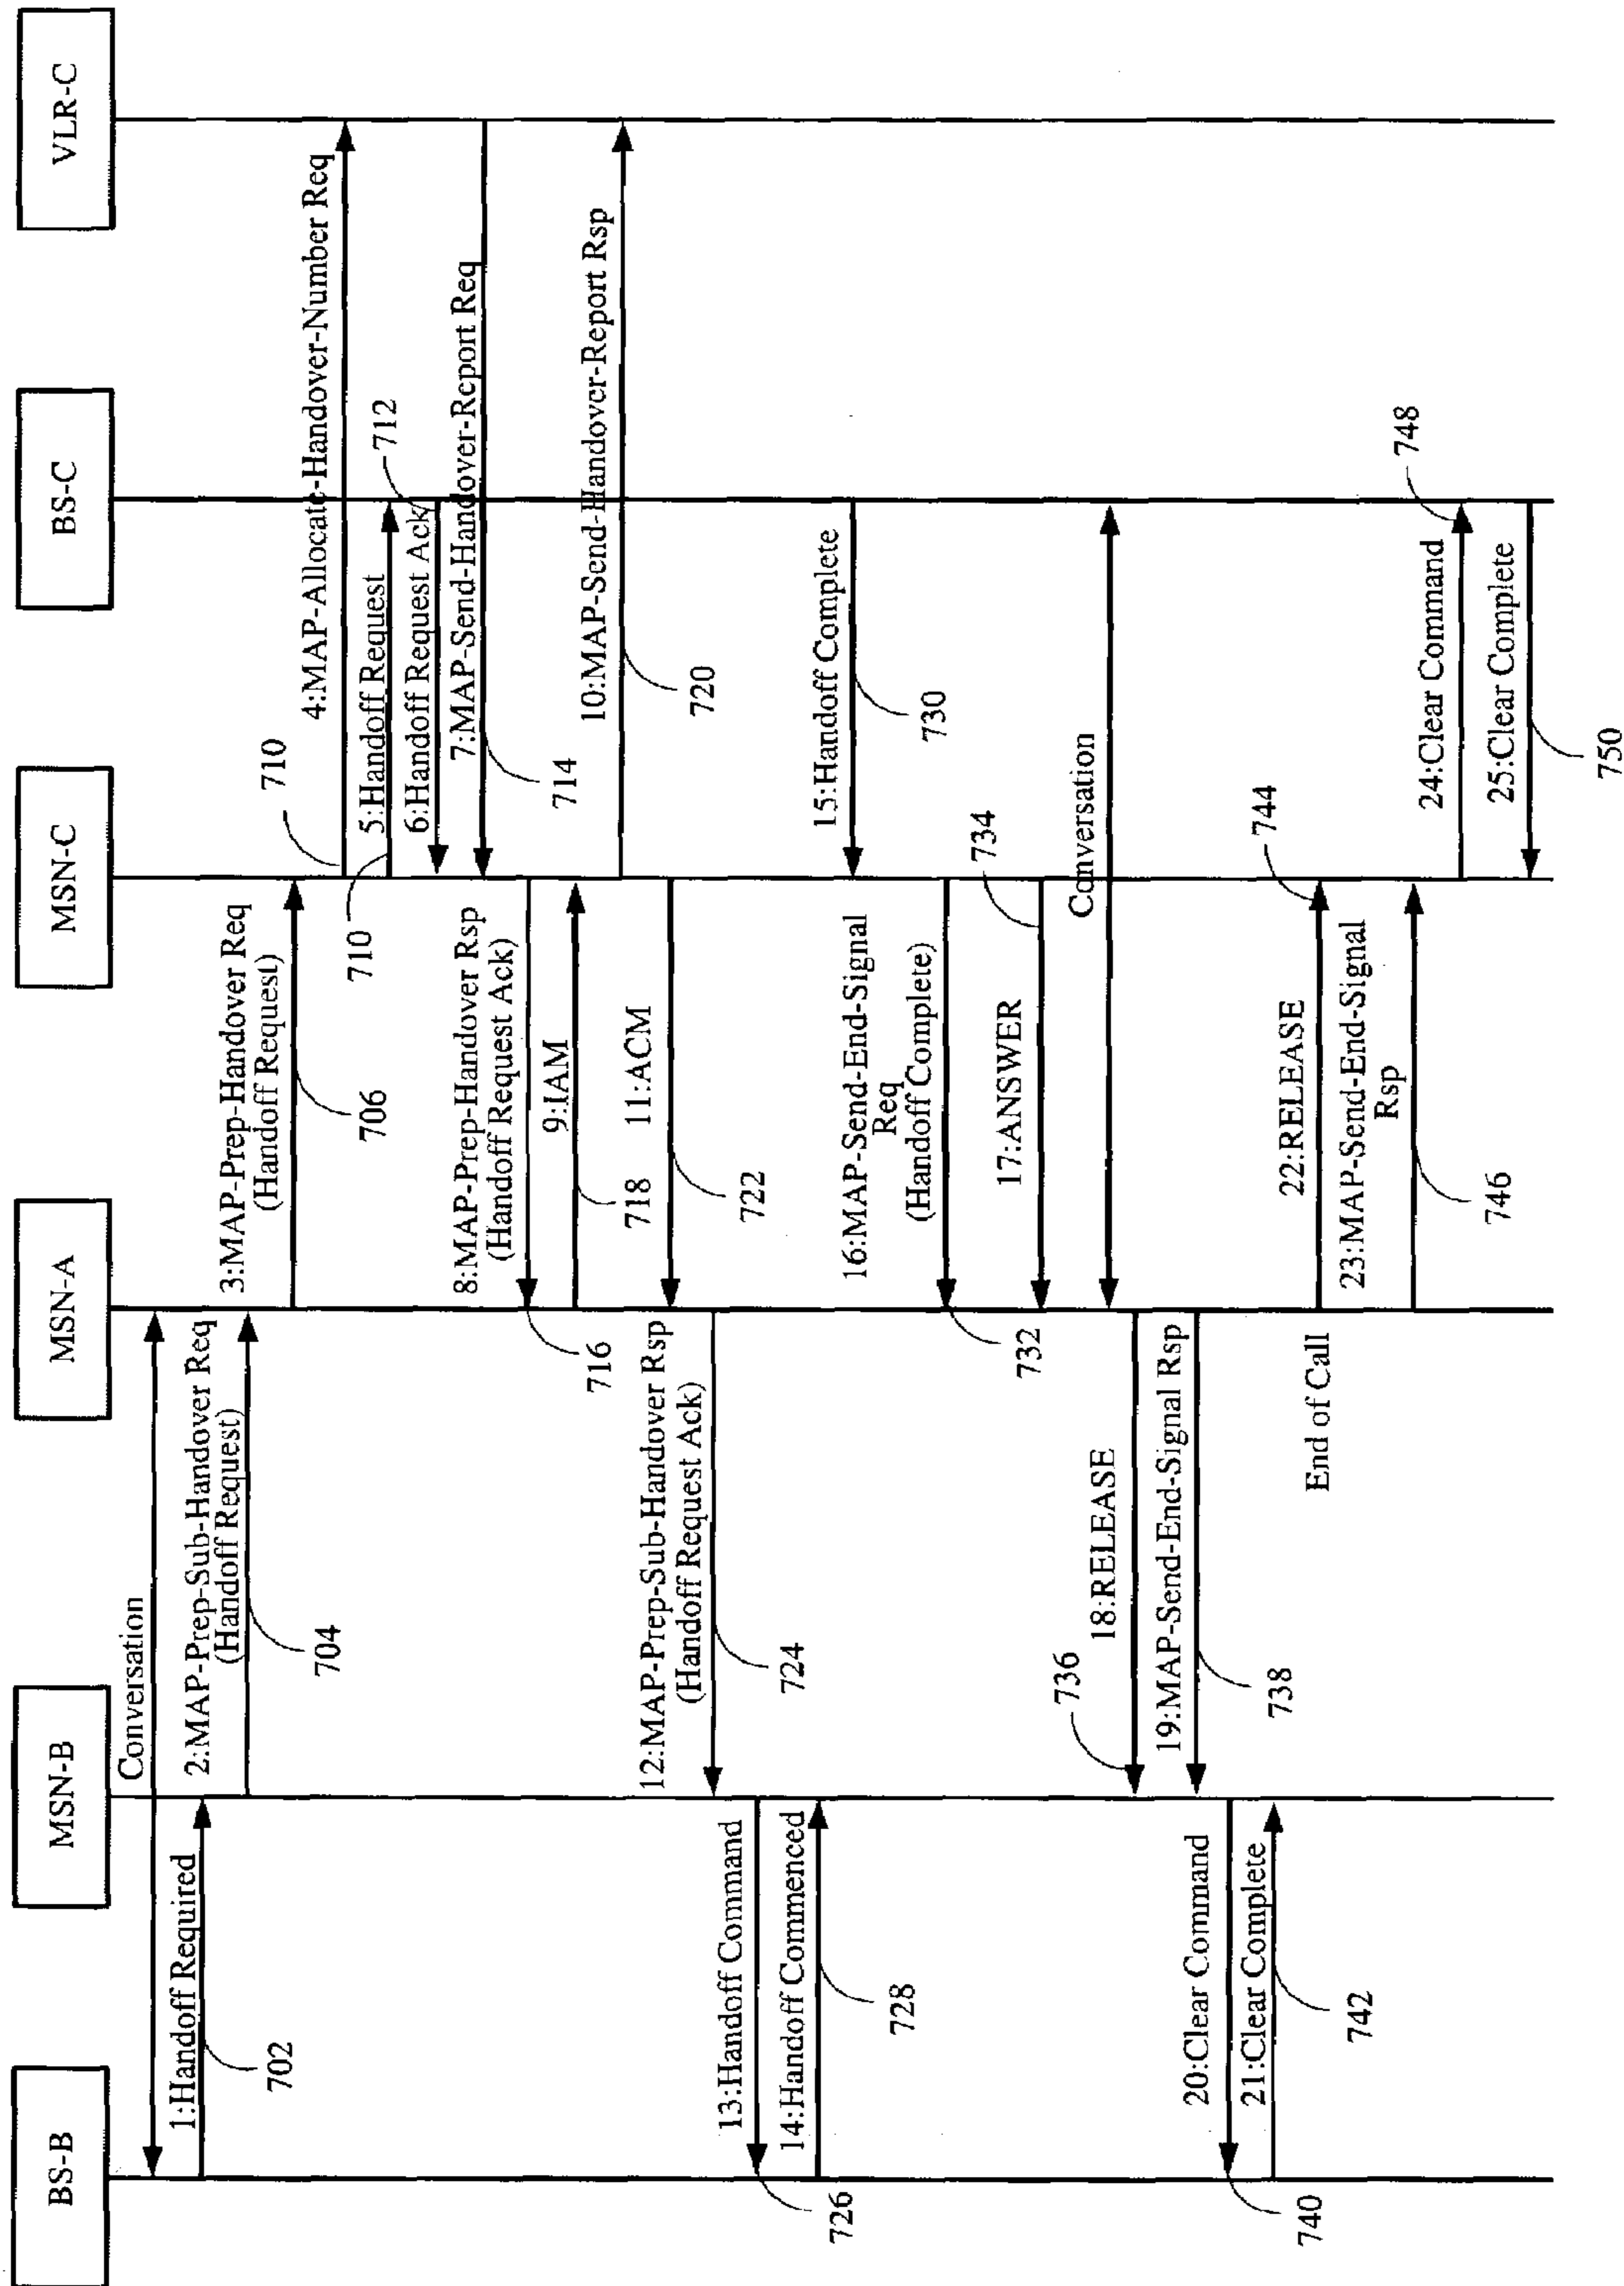 BS-B
MSN-B
MSN-A
MSN-C
BS-C
VLR-C
Conversation
1:Handoff Required
702
2:MAP-Prep-Sub-Handover Req
(Handoff Request)
704
3:MAP-Prep-Handover Req
(Handoff Request)
706
4:MAP-Allocate-Handover-Number Req
710
5:Handoff Request
710
6:Handoff Request Ack
712
7:MAP-Send-Handover-Report Req
714
8:MAP-Prep-Handover Rsp
(Handoff Request Ack)
716
9:IAM
718
10:MAP-Send-Handover-Report Rsp
720
11:ACM
722
12:MAP-Prep-Sub-Handover Rsp
(Handoff Request Ack)
724
13:Handoff Command
726
14:Handoff Commenced
728
15:Handoff Complete
730
16:MAP-Send-End-Signal
Req
(Handoff Complete)
732
17:ANSWER
734
Conversation
18:RELEASE
736
19:MAP-Send-End-Signal Rsp
738
20:Clear Command
740
21:Clear Complete
742
End of Call
22:RELEASE
744
23:MAP-Send-End-Signal
Rsp
746
24:Clear Command
748
25:Clear Complete
750